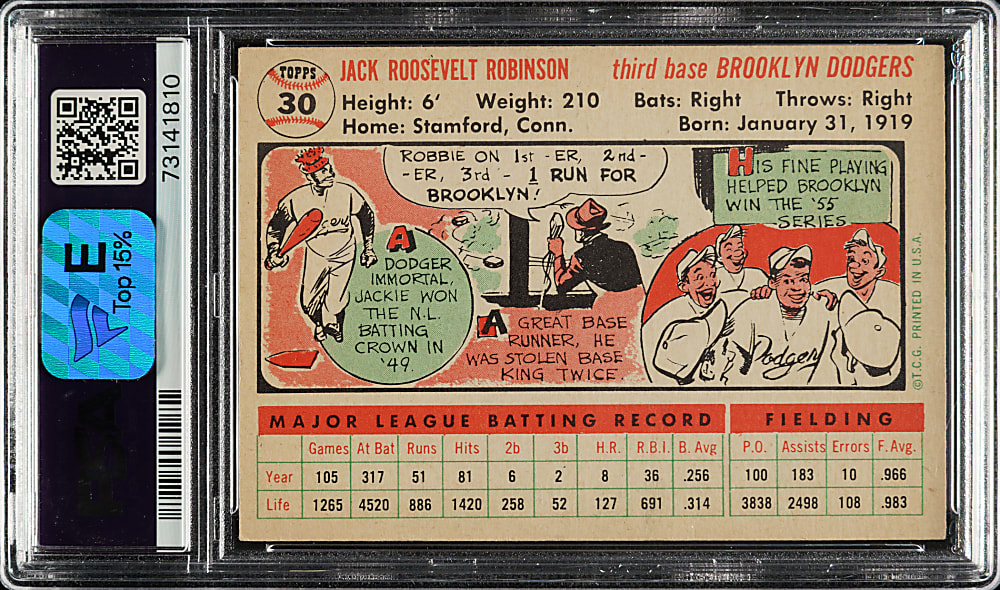 73141810
E
Top 15%
TOPPS
30
JACK ROOSEVELT ROBINSON third base BROOKLYN DODGERS
Height: 6' Weight: 210 Bats: Right Throws: Right
Home: Stamford, Conn. Born: January 31, 1919
ROBBIE ON 1st-ER, 2nd-
-ER, 3rd - 1 RUN FOR
BROOKLYN!
A
DODGER
IMMORTAL,
JACKIE WON
THE N.L.
BATTING
CROWN IN
'49.
A GREAT BASE
RUNNER, HE
WAS STOLEN BASE
KING TWICE.
HIS FINE PLAYING
HELPED BROOKLYN
WIN THE '55
SERIES
Dodgers
©T.C.G. PRINTED IN U.S.A.
MAJOR LEAGUE BATTING RECORD FIELDING
Games At Bat Runs Hits 2b 3b H.R. R.B.I. B. Avg P.O. Assists Errors F. Avg.
Year 105 317 51 81 6 2 8 36 .256 100 183 10 .966
Life 1265 4520 886 1420 258 52 127 691 .314 3838 2498 108 .983